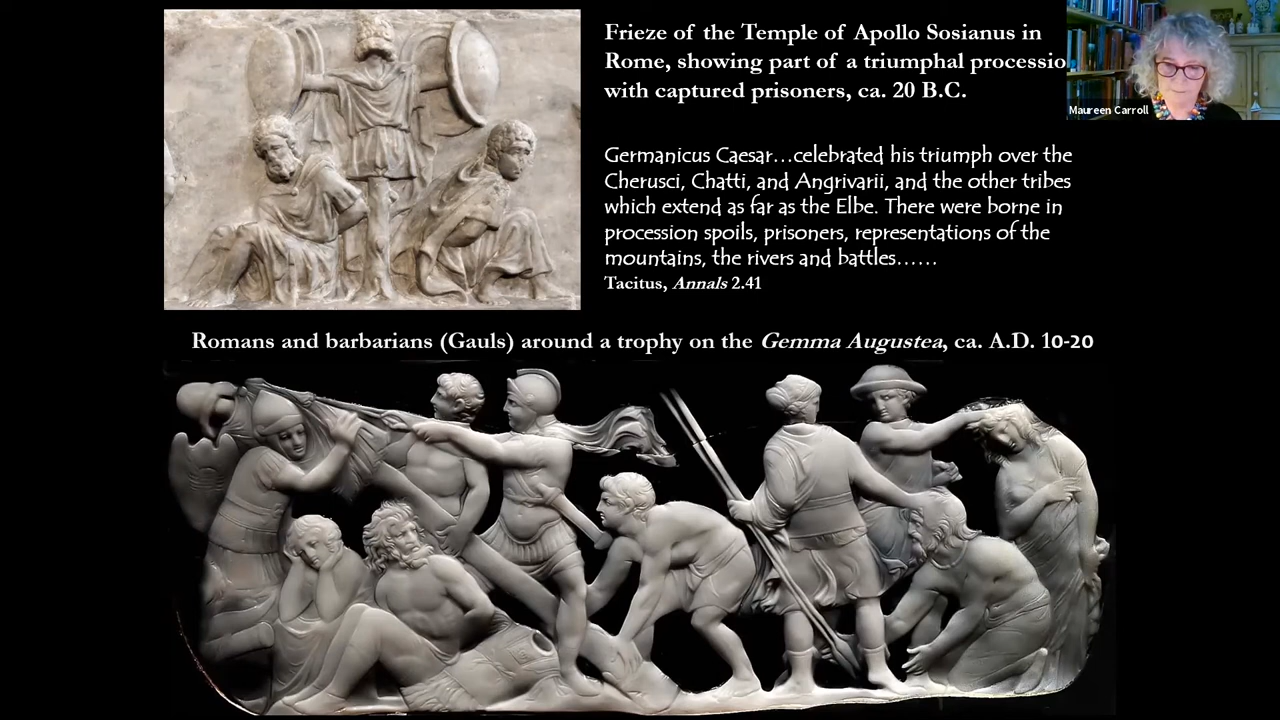 Frieze of the Temple of Apollo Sosianus in
Rome, showing part of a triumphal processio
with captured prisoners, ca. 20 B.C.
Maureen Carroll
Germanicus Caesar…celebrated his triumph over the
Cherusci, Chatti, and Angrivarii, and the other tribes
which extend as far as the Elbe. There were borne in
procession spoils, prisoners, representations of the
mountains, the rivers and battles……
Tacitus, Annals 2.41
Romans and barbarians (Gauls) around a trophy on the Gemma Augustea, ca. A.D. 10-20